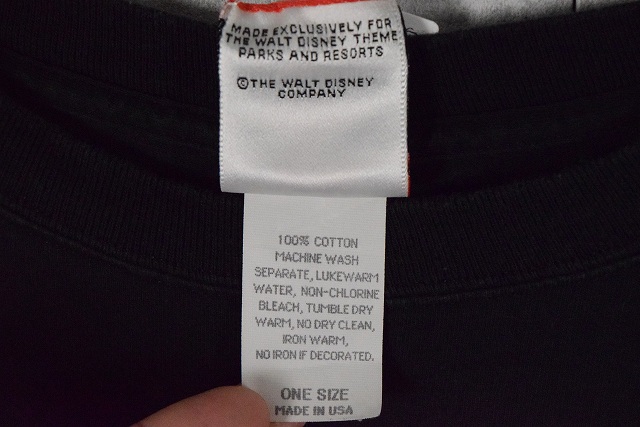 MADE EXCLUSIVELY FOR
THE WALT DISNEY THEME
PARKS AND RESORTS
©THE WALT DISNEY
COMPANY
100% COTTON
MACHINE WASH
SEPARATE, LUKEWARM
WATER, NON-CHLORINE
BLEACH, TUMBLE DRY
WARM, NO DRY CLEAN,
IRON WARM,
NO IRON IF DECORATED.
ONE SIZE
MADE IN USA